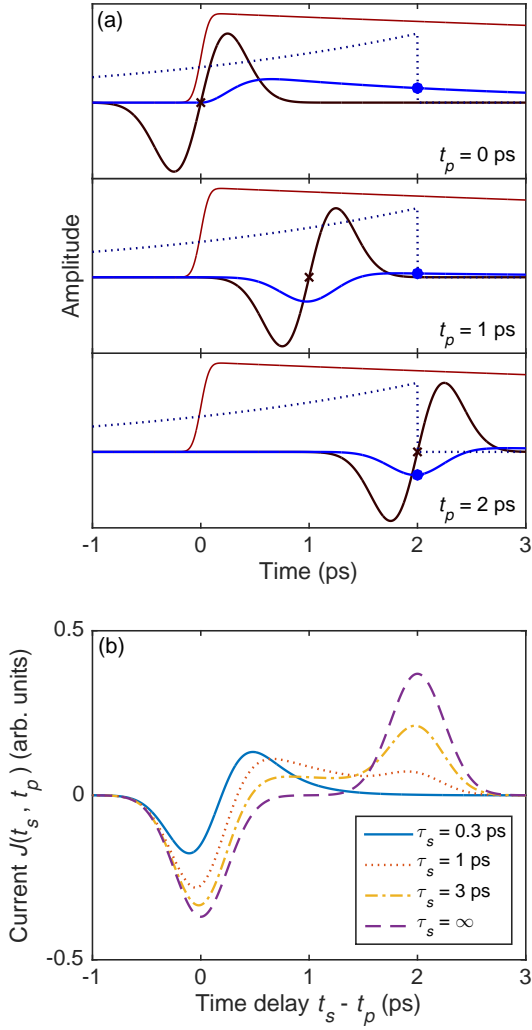 (a)
t_p = 0 ps
Amplitude
t_p = 1 ps
t_p = 2 ps
-1 0 1 2 3
Time (ps)
(b)
0.5
0
-0.5
Current J(t_s , t_p) (arb. units)
τ_s = 0.3 ps
τ_s = 1 ps
τ_s = 3 ps
τ_s = ∞
-1 0 1 2 3
Time delay t_s - t_p (ps)